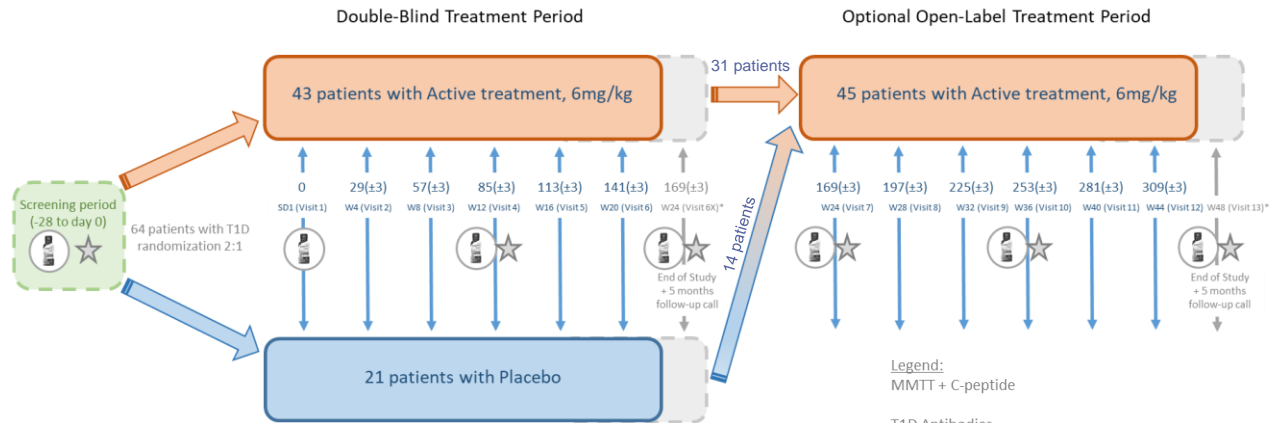 Double-Blind Treatment Period
Optional Open-Label Treatment Period
43 patients with Active treatment, 6mg/kg
31 patients
45 patients with Active treatment, 6mg/kg
0
29(±3)
57(±3)
85(±3)
113(±3)
141(±3)
169(±3)
SD1 (Visit 1)
W4 (Visit 2)
W8 (Visit 3)
W12 (Visit 4)
W16 (Visit 5)
W20 (Visit 6)
W24 (Visit 6X)*
169(±3)
197(±3)
225(±3)
253(±3)
281(±3)
309(±3)
W24 (Visit 7)
W28 (Visit 8)
W32 (Visit 9)
W36 (Visit 10)
W40 (Visit 11)
W44 (Visit 12)
W48 (Visit 13)*
Screening period
(-28 to day 0)
64 patients with T1D
randomization 2:1
End of Study
+ 5 months
follow-up call
14 patients
End of Study
+ 5 months
follow-up call
21 patients with Placebo
Legend:
MMTT + C-peptide
T1D Antibodies